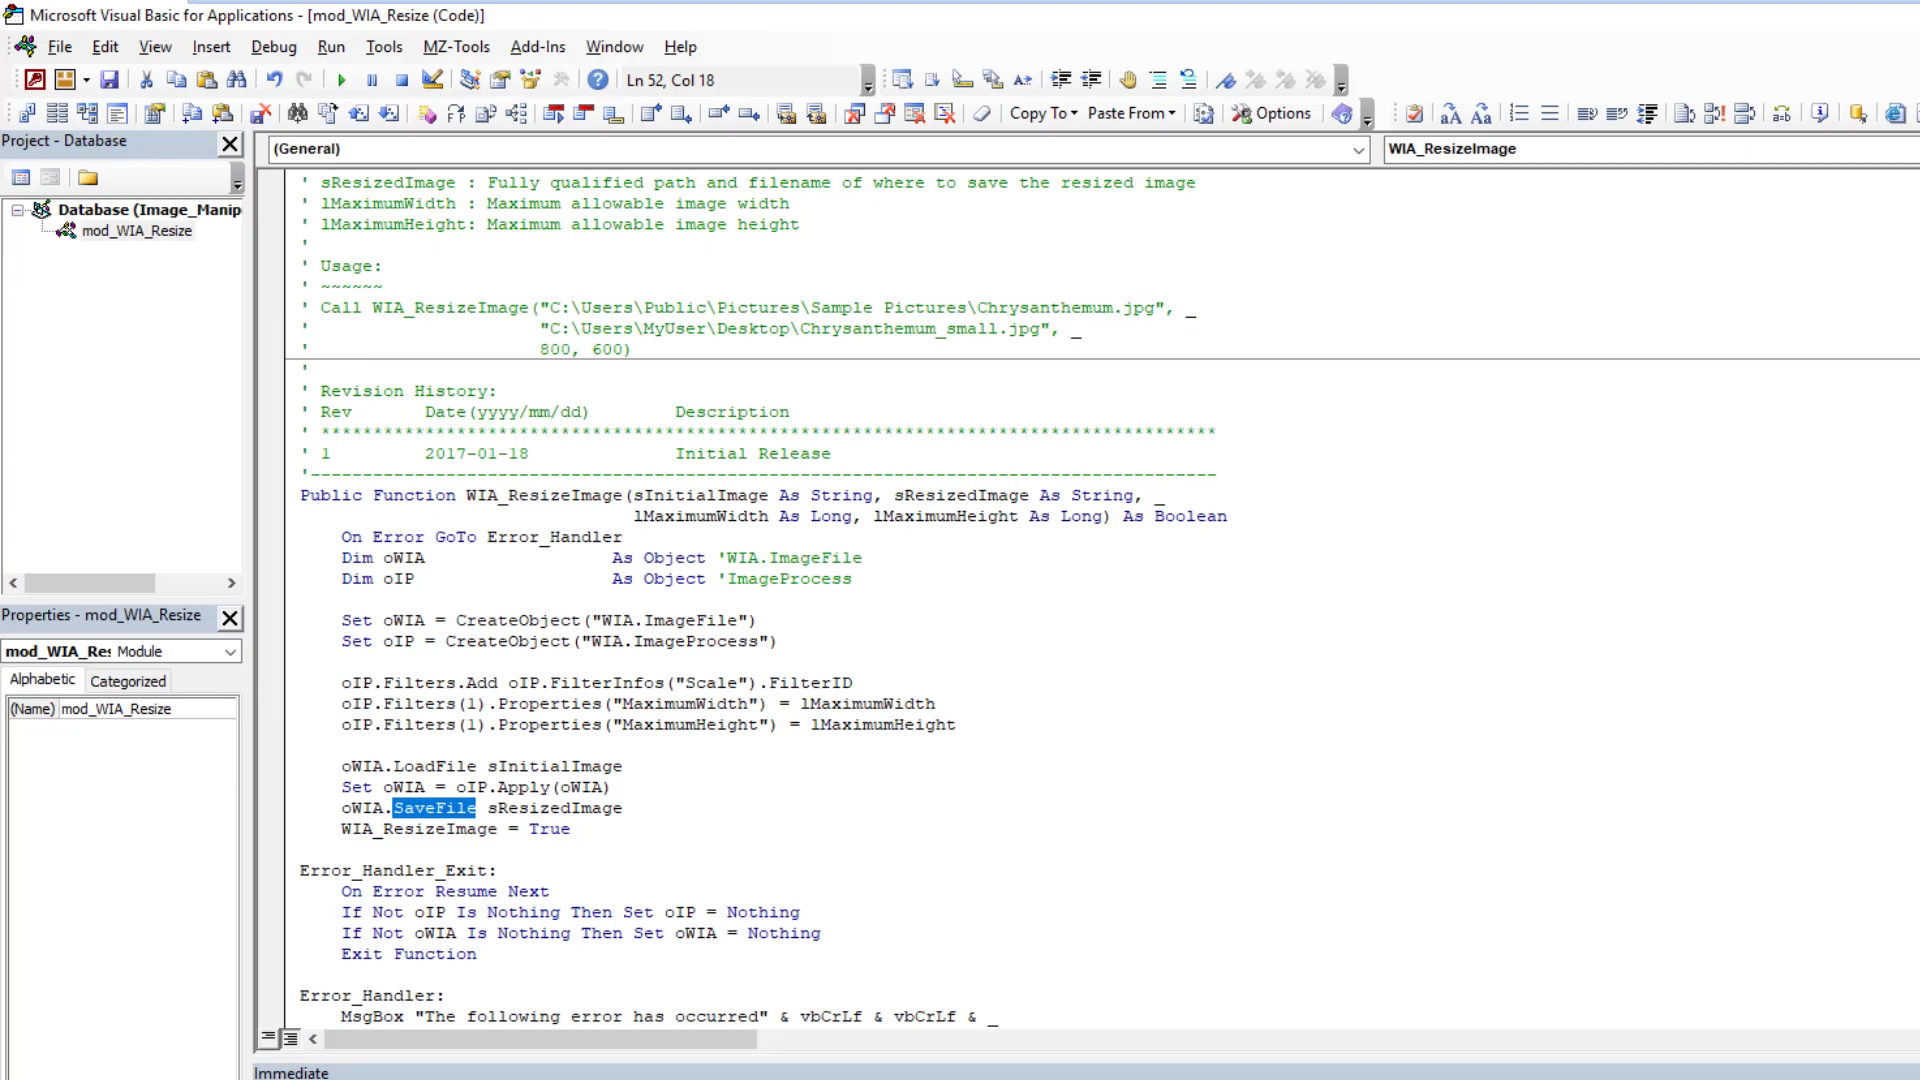 Microsoft Visual Basic for Applications - [mod_WIA_Resize (Code)]
File Edit View Insert Debug Run Tools MZ-Tools Add-Ins Window Help
Ln 52, Col 18
Copy To Paste From Options
Project - Database
(General)
WIA_ResizeImage
Database (Image_Manip
mod_WIA_Resize
Properties - mod_WIA_Resize
mod_WIA_Res Module
Alphabetic Categorized
(Name) mod_WIA_Resize
' sResizedImage : Fully qualified path and filename of where to save the resized image
' lMaximumWidth : Maximum allowable image width
' lMaximumHeight: Maximum allowable image height
'
' Usage:
' ~~~~~~
' Call WIA_ResizeImage("C:\Users\Public\Pictures\Sample Pictures\Chrysanthemum.jpg", _
'                      "C:\Users\MyUser\Desktop\Chrysanthemum_small.jpg", _
'                      800, 600)
'
' Revision History:
' Rev       Date(yyyy/mm/dd)        Description
' **************************************************************************************
' 1         2017-01-18              Initial Release
'---------------------------------------------------------------------------------------
Public Function WIA_ResizeImage(sInitialImage As String, sResizedImage As String, _
                                lMaximumWidth As Long, lMaximumHeight As Long) As Boolean
    On Error GoTo Error_Handler
    Dim oWIA                  As Object 'WIA.ImageFile
    Dim oIP                   As Object 'ImageProcess
    Set oWIA = CreateObject("WIA.ImageFile")
    Set oIP = CreateObject("WIA.ImageProcess")
    oIP.Filters.Add oIP.FilterInfos("Scale").FilterID
    oIP.Filters(1).Properties("MaximumWidth") = lMaximumWidth
    oIP.Filters(1).Properties("MaximumHeight") = lMaximumHeight
    oWIA.LoadFile sInitialImage
    Set oWIA = oIP.Apply(oWIA)
    oWIA.SaveFile sResizedImage
    WIA_ResizeImage = True
Error_Handler_Exit:
    On Error Resume Next
    If Not oIP Is Nothing Then Set oIP = Nothing
    If Not oWIA Is Nothing Then Set oWIA = Nothing
    Exit Function
Error_Handler:
    MsgBox "The following error has occurred" & vbCrLf & vbCrLf & _
Immediate